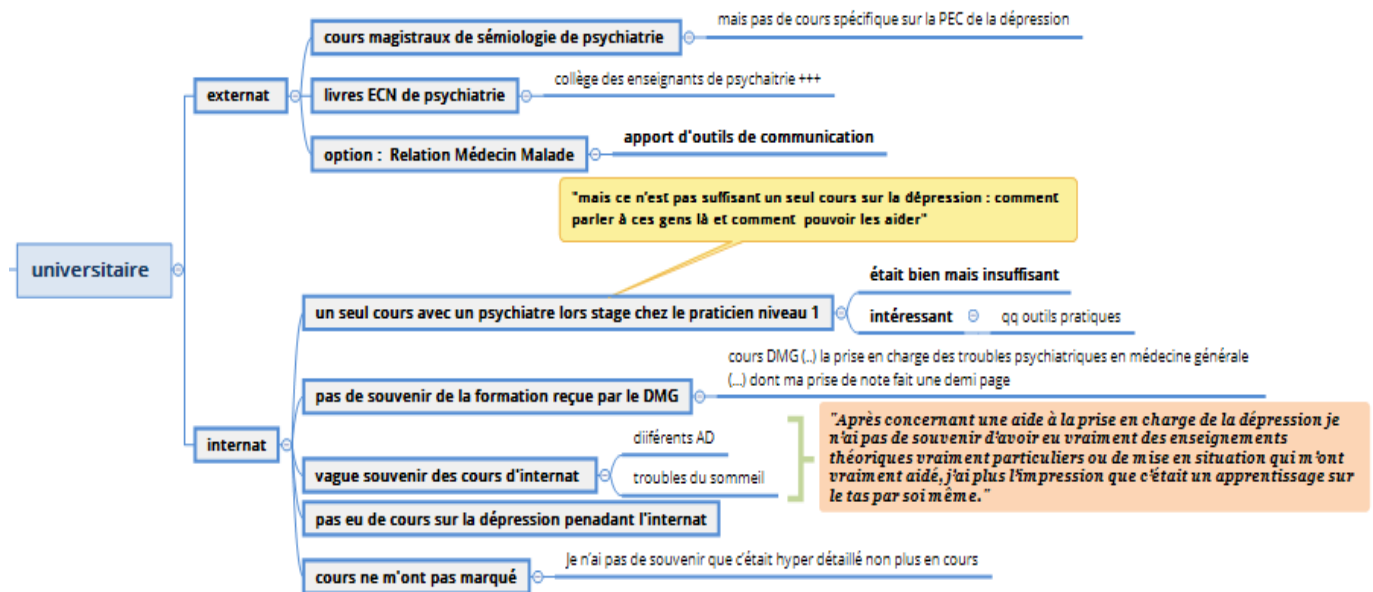 universitaire
externat
cours magistraux de sémiologie de psychiatrie
mais pas de cours spécifique sur la PEC de la dépression
livres ECN de psychiatrie
collège des enseignants de psychaitrie +++
option : Relation Médecin Malade
apport d'outils de communication
"mais ce n'est pas suffisant un seul cours sur la dépression : comment
parler à ces gens là et comment pouvoir les aider"
internat
un seul cours avec un psychiatre lors stage chez le praticien niveau 1
était bien mais insuffisant
intéressant
qq outils pratiques
pas de souvenir de la formation reçue par le DMG
cours DMG (..) la prise en charge des troubles psychiatriques en médecine générale
(...) dont ma prise de note fait une demi page
vague souvenir des cours d'internat
diiférents AD
troubles du sommeil
"Après concernant une aide à la prise en charge de la dépression je
n'ai pas de souvenir d'avoir eu vraiment des enseignements
théoriques vraiment particuliers ou de mise en situation qui m'ont
vraiment aidé, j'ai plus l'impression que c'était un apprentissage sur
le tas par soi même."
pas eu de cours sur la dépression penadant l'internat
cours ne m'ont pas marqué
Je n'ai pas de souvenir que c'était hyper détaillé non plus en cours